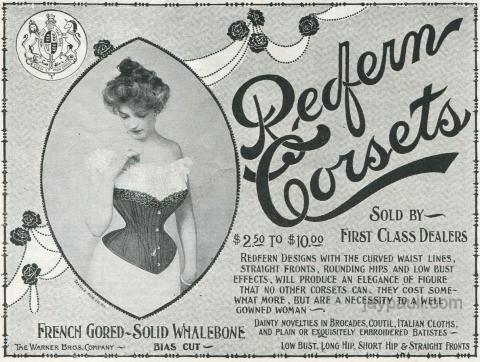 Redfern
Corsets
SOLD BY
$2.50 TO $10.00 FIRST CLASS DEALERS
REDFERN DESIGNS WITH THE CURVED WAIST LINES,
STRAIGHT FRONTS, ROUNDING HIPS AND LOW BUST
EFFECTS, WILL PRODUCE AN ELEGANCE OF FIGURE
THAT NO OTHER CORSETS CAN. THEY COST SOME-
WHAT MORE, BUT ARE A NECESSITY TO A WELL
GOWNED WOMAN —
jaypaull.com
FRENCH GORED—SOLID WHALEBONE
THE WARNER BROS. COMPANY — BIAS CUT —
DAINTY NOVELTIES IN BROCADES, COUTIL, ITALIAN CLOTHS,
AND PLAIN OR EXQUISITELY EMBROIDERED BATISTES —
LOW BUST, LONG HIP, SHORT HIP & STRAIGHT FRONTS